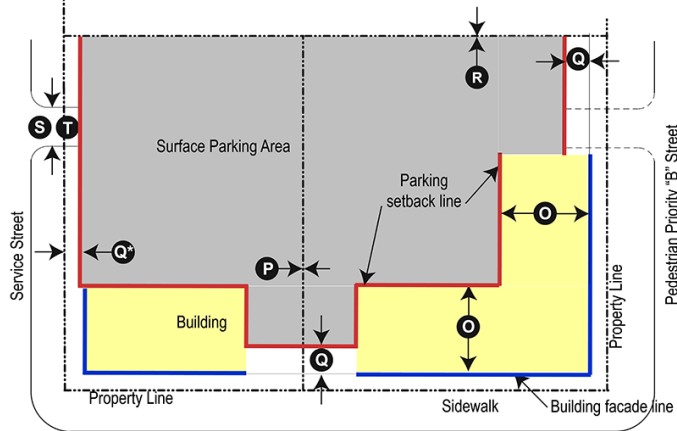 Q
R
S T
Surface Parking Area
Parking
setback line
O
Service Street
Q*
P
Pedestrian Priority "B" Street
Property Line
Building
O
Q
Property Line
Sidewalk
Building facade line